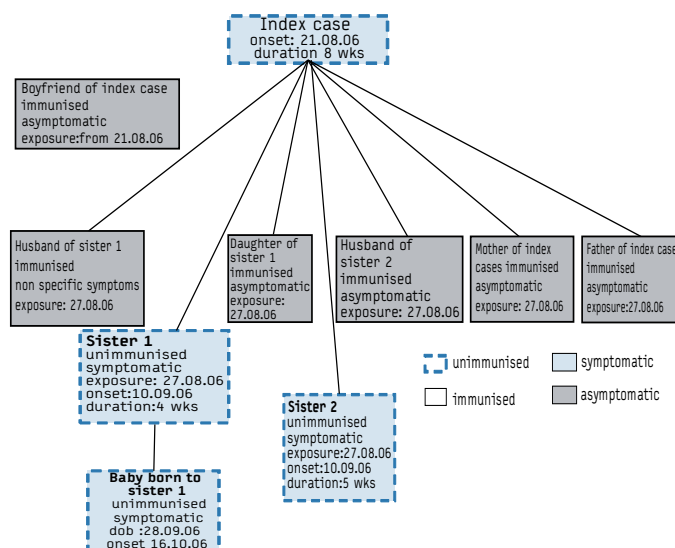 Index case
onset: 21.08.06
duration 8 wks
Boyfriend of index case
immunised
asymptomatic
exposure:from 21.08.06
Husband of sister 1
immunised
non specific symptoms
exposure: 27.08.06
Daughter of
sister 1
immunised
asymptomatic
exposure:
27.08.06
Husband of
sister 2
immunised
asymptomatic
exposure: 27.08.06
Mother of index
cases immunised
asymptomatic
exposure: 27.08.06
Father of index case
immunised
asymptomatic
exposure:27.08.06
Sister 1
unimmunised
symptomatic
exposure: 27.08.06
onset:10.09.06
duration:4 wks
Sister 2
unimmunised
symptomatic
exposure:27.08.06
onset:10.09.06
duration:5 wks
unimmunised
symptomatic
immunised
asymptomatic
Baby born to
sister 1
unimmunised
symptomatic
dob :28.09.06
onset 16.10.06